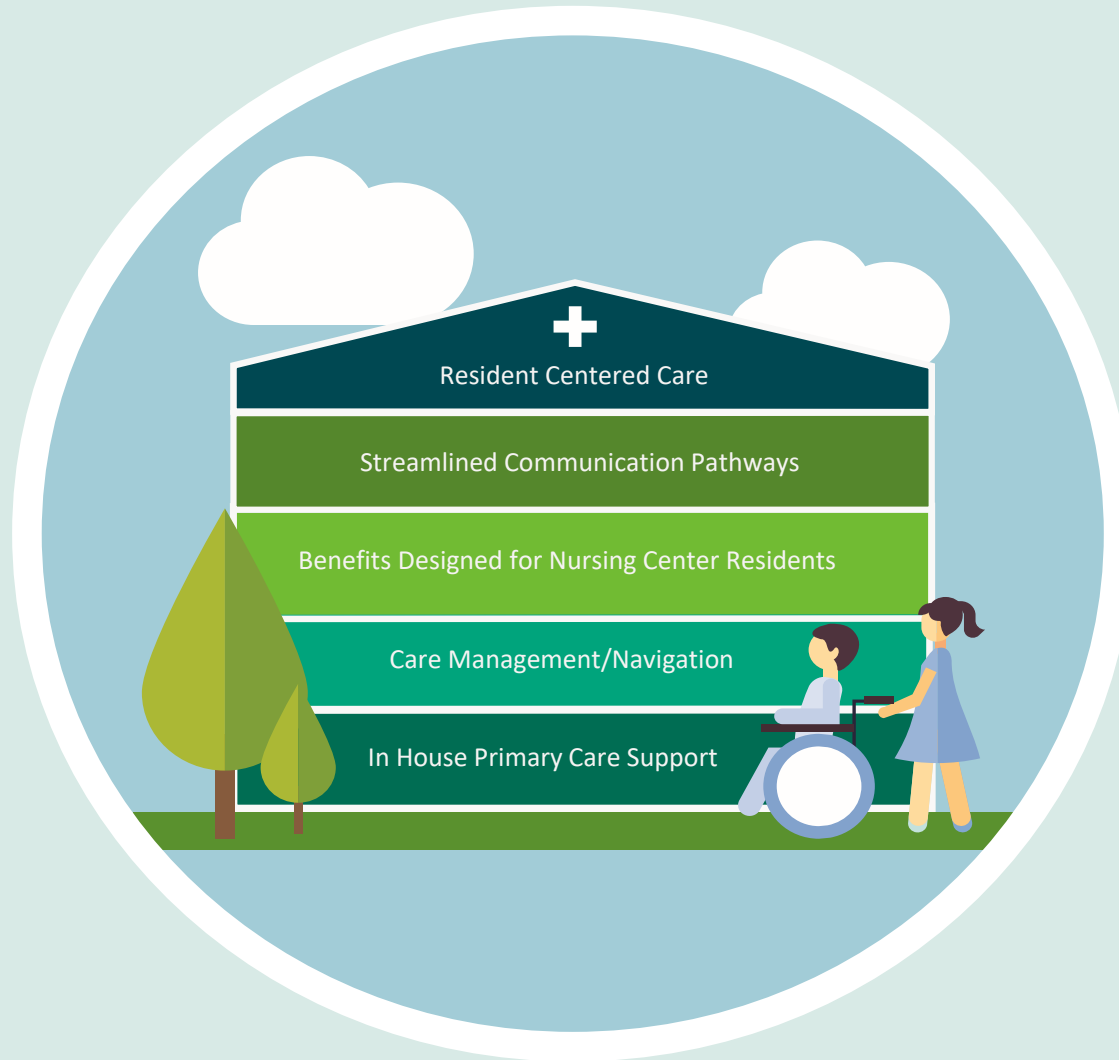 Resident Centered Care
Streamlined Communication Pathways
Benefits Designed for Nursing Center Residents
Care Management/Navigation
In House Primary Care Support